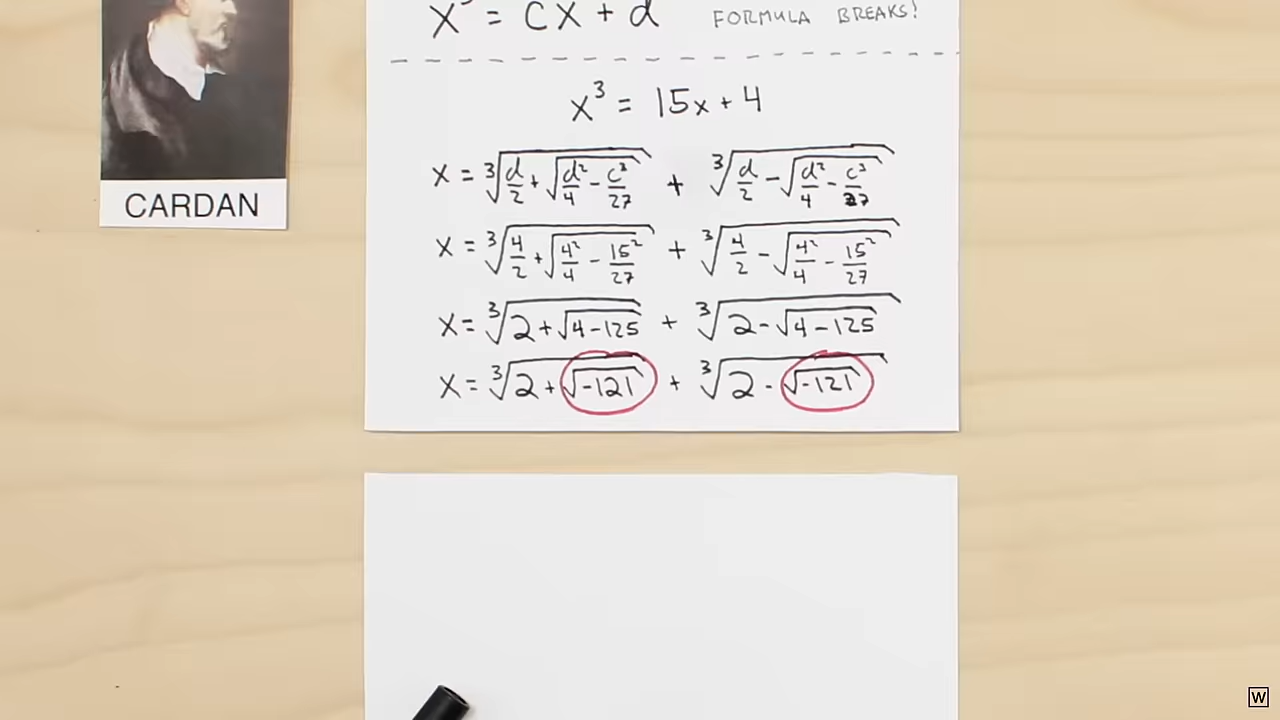 x³ = cx + d FORMULA BREAKS!
x³ = 15x + 4
x = ∛(d/2 + √(d²/4 − c³/27)) + ∛(d/2 − √(d²/4 − c³/27))
CARDAN
x = ∛(4/2 + √(4²/4 − 15²/27)) + ∛(4/2 − √(4²/4 − 15²/27))
x = ∛(2 + √(4 − 125)) + ∛(2 − √(4 − 125))
x = ∛(2 + √(−121)) + ∛(2 − √(−121))
W